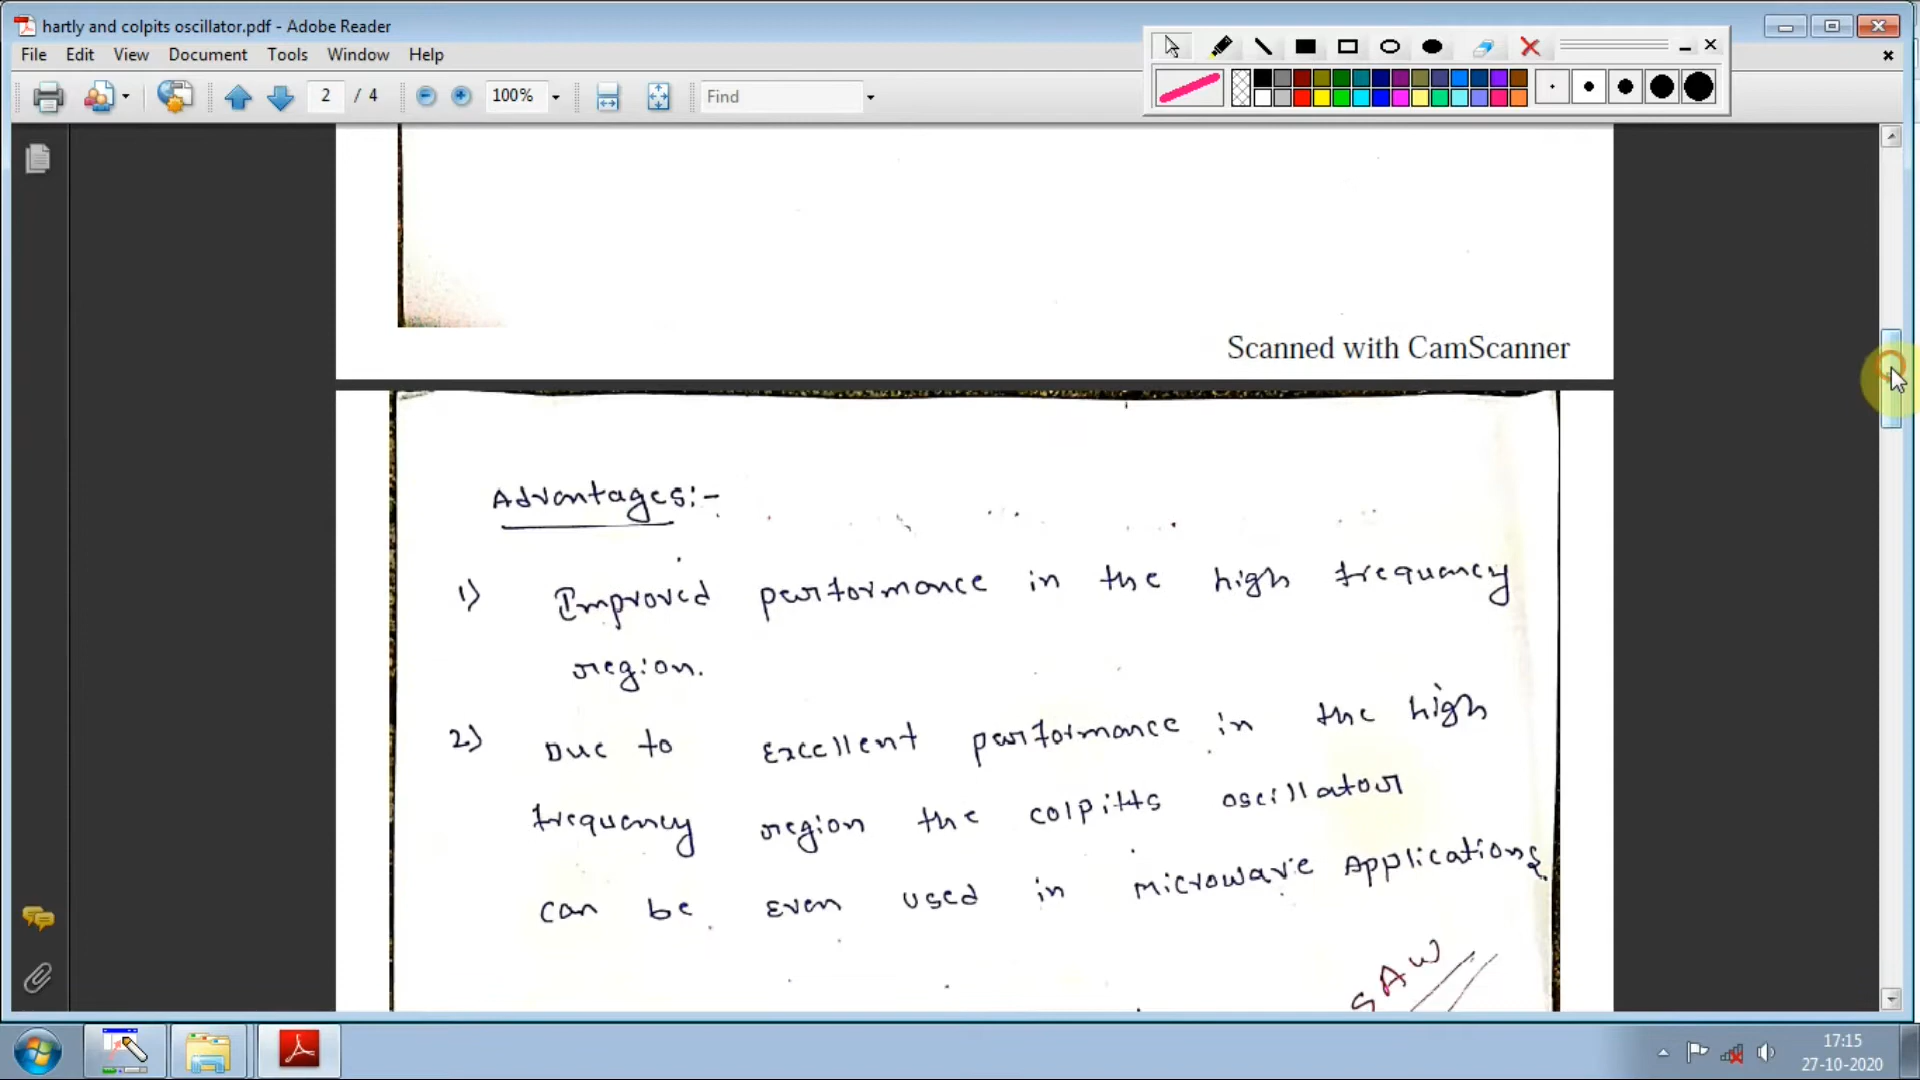 hartly and colpits oscillator.pdf - Adobe Reader
File Edit View Document Tools Window Help
2 / 4 100% Find
Scanned with CamScanner
Advantages:-
1) Improved performance in the high frequency
region.
2) Due to excellent performance in the high
frequency region the colpitts oscillator
can be even used in microwave Applications.
SAW
17:15
27-10-2020